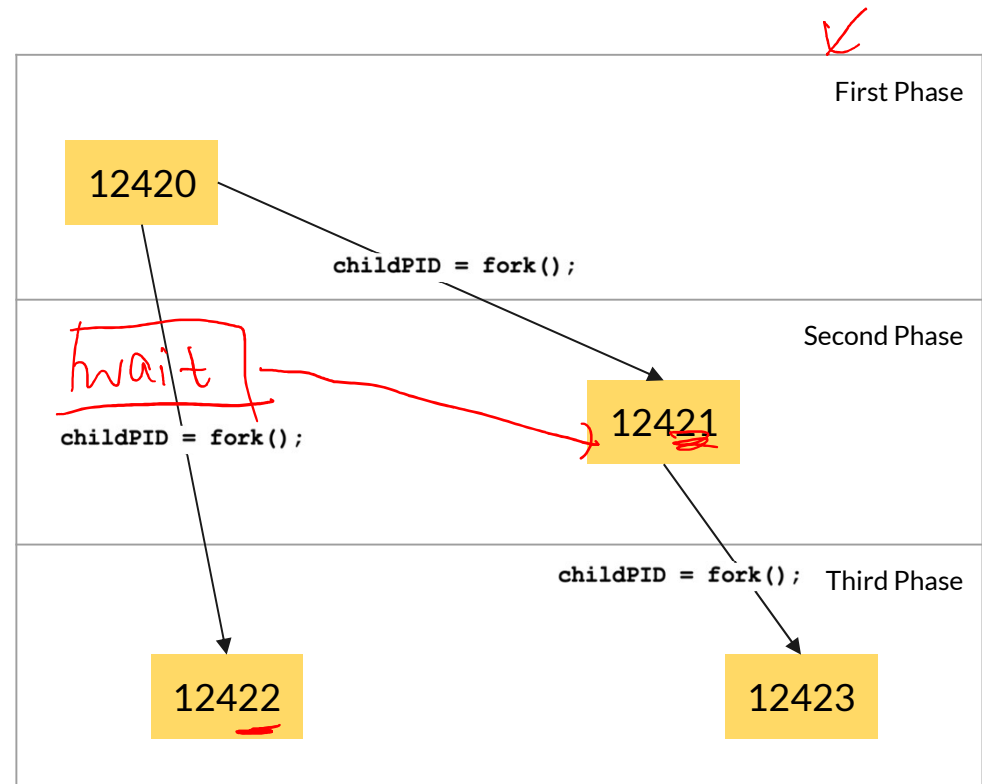 First Phase
12420
childPID = fork();
Second Phase
wait
12421
childPID = fork();
childPID = fork();
Third Phase
12422
12423